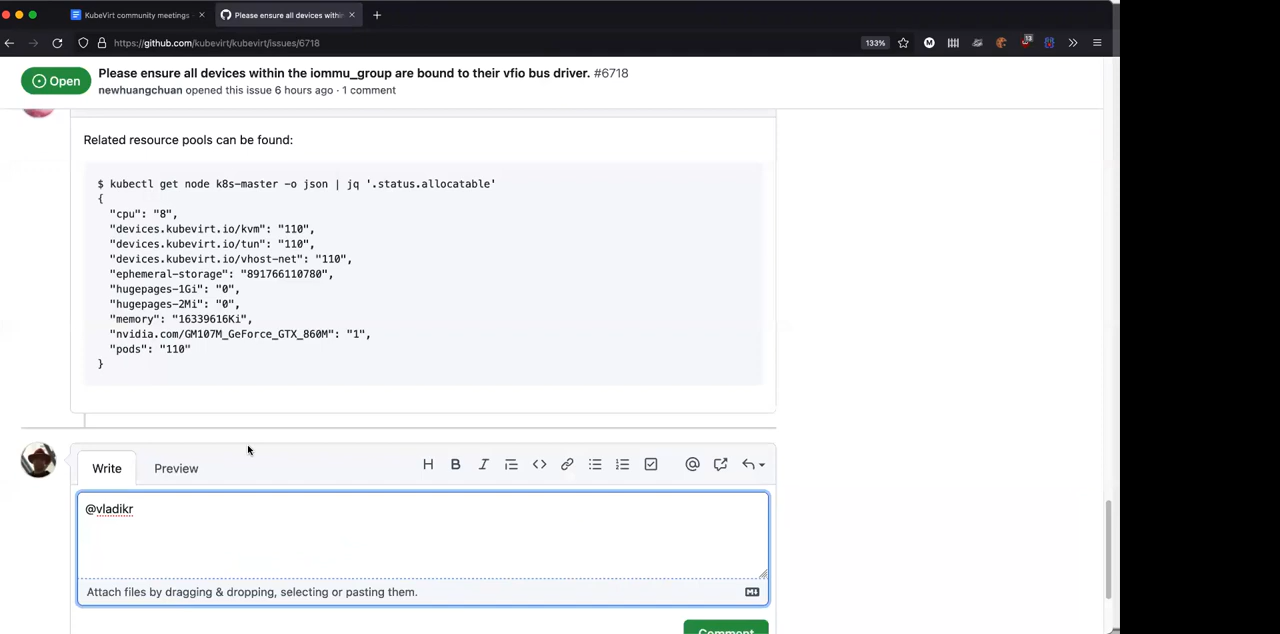 KubeVirt community meetings
Please ensure all devices within
https://github.com/kubevirt/kubevirt/issues/6718
133%
13
Open
Please ensure all devices within the iommu_group are bound to their vfio bus driver. #6718
newhuangchuan opened this issue 6 hours ago · 1 comment
Related resource pools can be found:
$ kubectl get node k8s-master -o json | jq '.status.allocatable'
{
"cpu": "8",
"devices.kubevirt.io/kvm": "110",
"devices.kubevirt.io/tun": "110",
"devices.kubevirt.io/vhost-net": "110",
"ephemeral-storage": "891766110780",
"hugepages-1Gi": "0",
"hugepages-2Mi": "0",
"memory": "16339616Ki",
"nvidia.com/GM107M_GeForce_GTX_860M": "1",
"pods": "110"
}
Write
Preview
@vladikr
Attach files by dragging & dropping, selecting or pasting them.
Comment